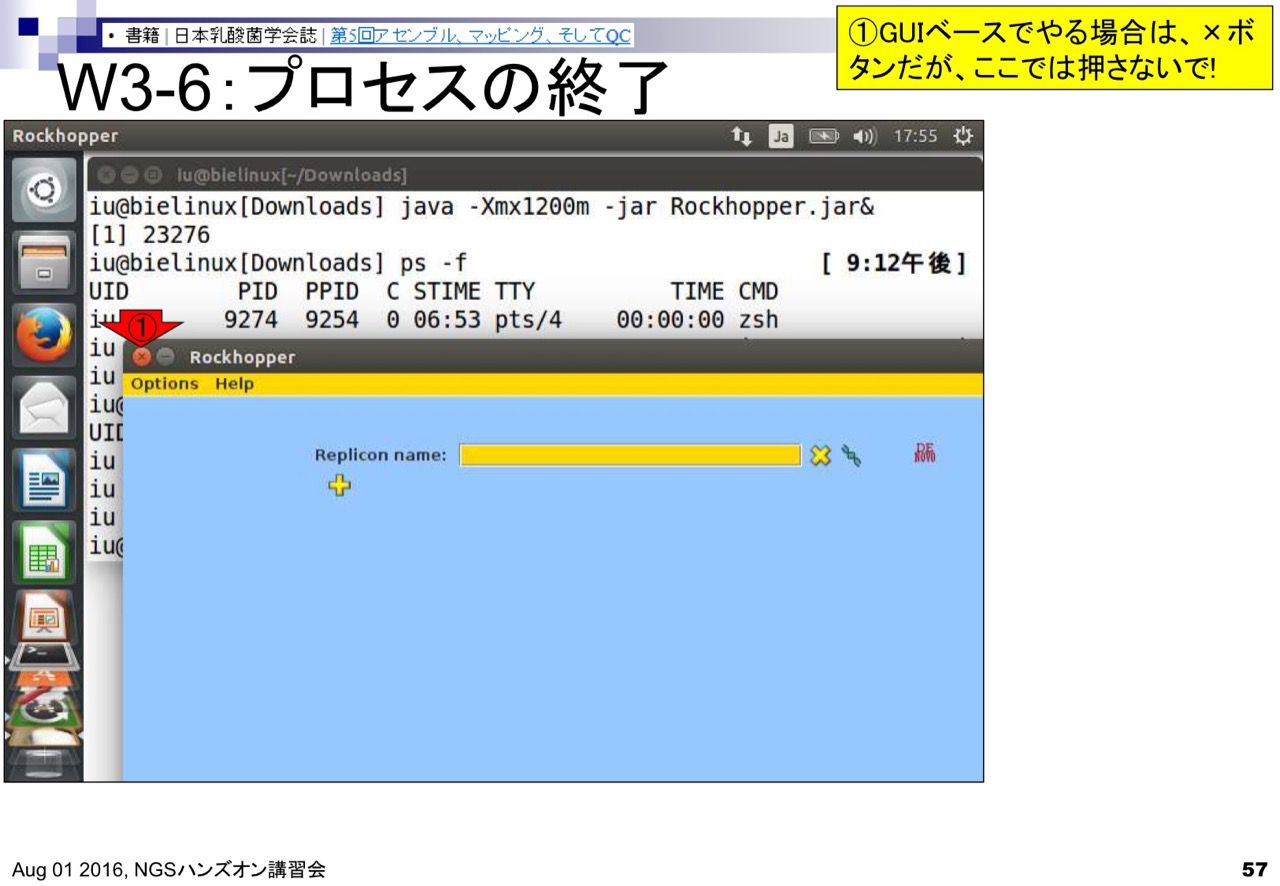 • 書籍 | 日本乳酸菌学会誌 | 第5回アセンブル、マッピング、そしてQC
①GUIベースでやる場合は、×ボ
タンだが、ここでは押さないで!
W3-6：プロセスの終了
Rockhopper
Ja
17:55
iu@bielinux[~/Downloads]
iu@bielinux[Downloads] java -Xmx1200m -jar Rockhopper.jar&
[1] 23276
iu@bielinux[Downloads] ps -f [ 9:12午後]
UID PID PPID C STIME TTY TIME CMD
iu 9274 9254 0 06:53 pts/4 00:00:00 zsh
①
iu
Rockhopper
iu
Options Help
iu@
UID
iu
Replicon name:
DE
NOVO
iu
iu
iu@
Aug 01 2016, NGSハンズオン講習会
57